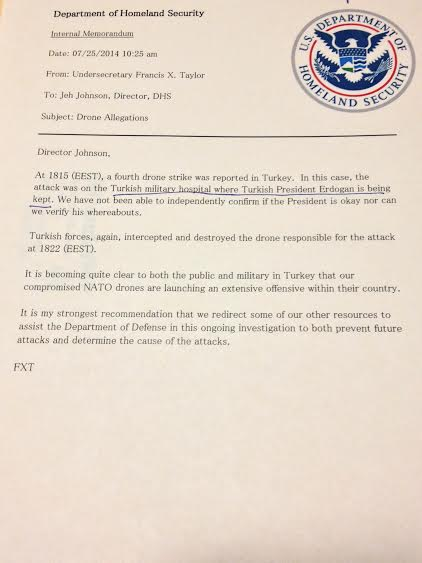 Department of Homeland Security
Internal Memorandum
Date: 07/25/2014 10:25 am
From: Undersecretary Francis X. Taylor
To: Jeh Johnson, Director, DHS
Subject: Drone Allegations
U.S. DEPARTMENT OF
HOMELAND SECURITY
Director Johnson,
At 1815 (EEST), a fourth drone strike was reported in Turkey. In this case, the
attack was on the Turkish military hospital where Turkish President Erdogan is being
kept. We have not been able to independently confirm if the President is okay nor can
we verify his whereabouts.
Turkish forces, again, intercepted and destroyed the drone responsible for the attack
at 1822 (EEST).
It is becoming quite clear to both the public and military in Turkey that our
compromised NATO drones are launching an extensive offensive within their country.
It is my strongest recommendation that we redirect some of our other resources to
assist the Department of Defense in this ongoing investigation to both prevent future
attacks and determine the cause of the attacks.
FXT